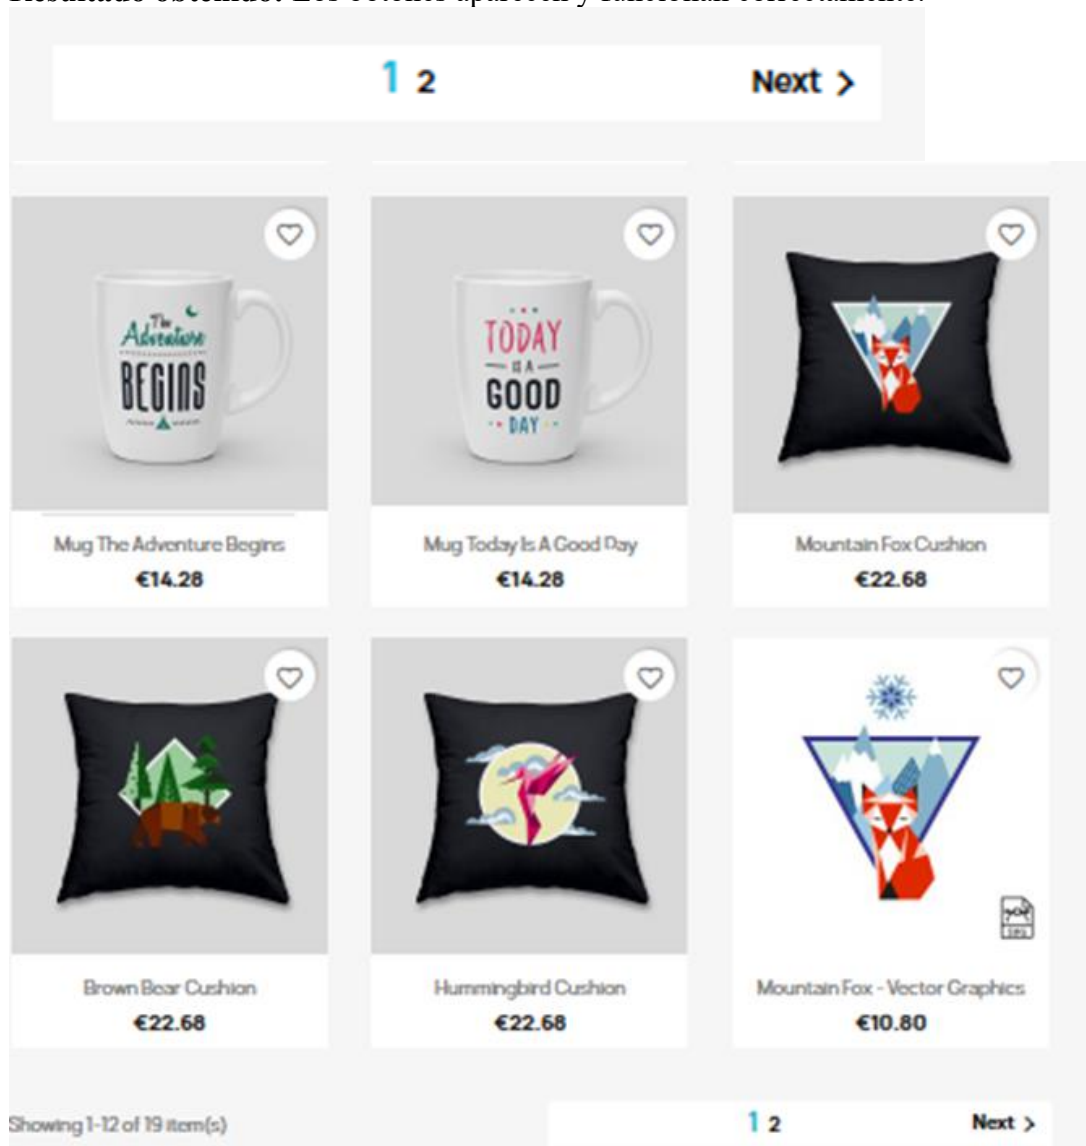 Resultado obtenido: Los botones aparecen y funcionan correctamente.
1 2 Next >
The
Adventure
BEGINS
TODAY
IS A
GOOD
DAY
Mug The Adventure Begins
€14.28
Mug Today Is A Good Day
€14.28
Mountain Fox Cushion
€22.68
Brown Bear Cushion
€22.68
Hummingbird Cushion
€22.68
Mountain Fox - Vector Graphics
€10.80
Showing 1-12 of 19 item(s)
1 2 Next >